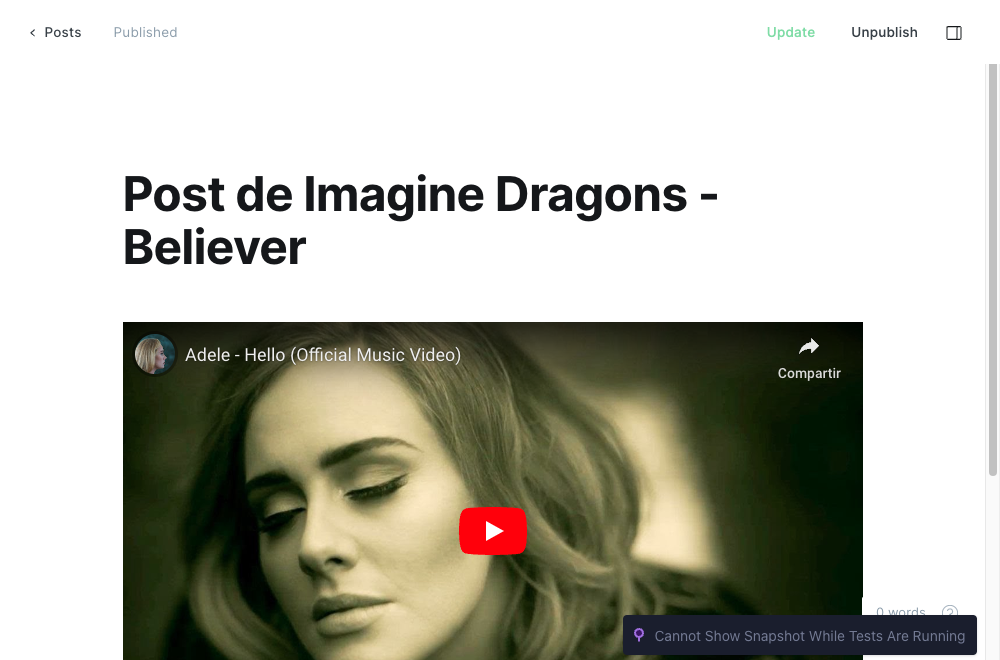 Posts
Published
Update
Unpublish
Post de Imagine Dragons -
Believer
Adele - Hello (Official Music Video)
Compartir
0 words
?
Cannot Show Snapshot While Tests Are Running